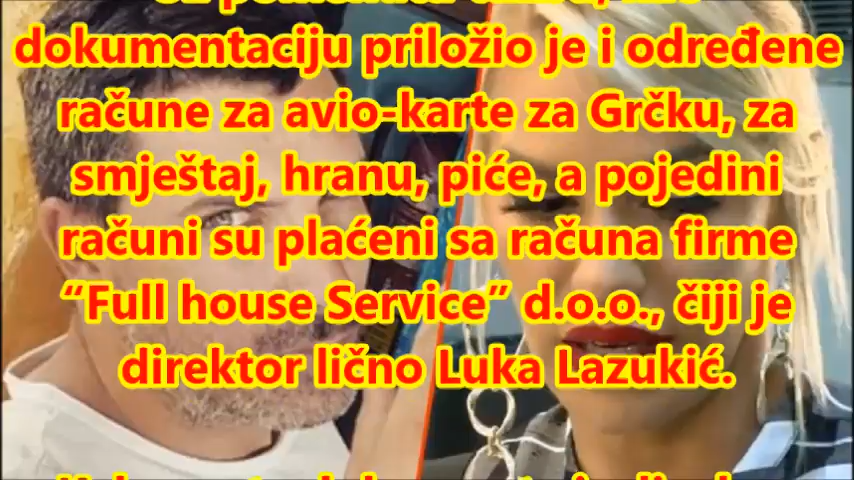 dokumentaciju priložio je i određene
račune za avio-karte za Grčku, za
smještaj, hranu, piće, a pojedini
računi su plaćeni sa računa firme
“Full house Service” d.o.o., čiji je
direktor lično Luka Lazukić.